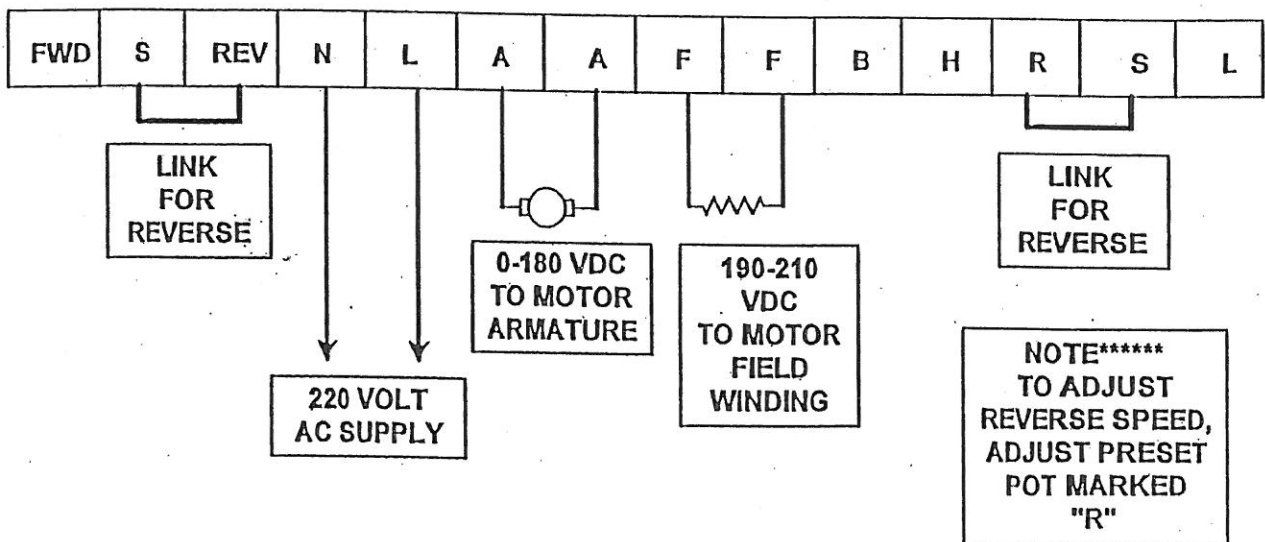 FWD S REV N L A A F F B H R S L
LINK
FOR
REVERSE
0-180 VDC
TO MOTOR
ARMATURE
190-210
VDC
TO MOTOR
FIELD
WINDING
LINK
FOR
REVERSE
220 VOLT
AC SUPPLY
NOTE******
TO ADJUST
REVERSE SPEED,
ADJUST PRESET
POT MARKED
"R"